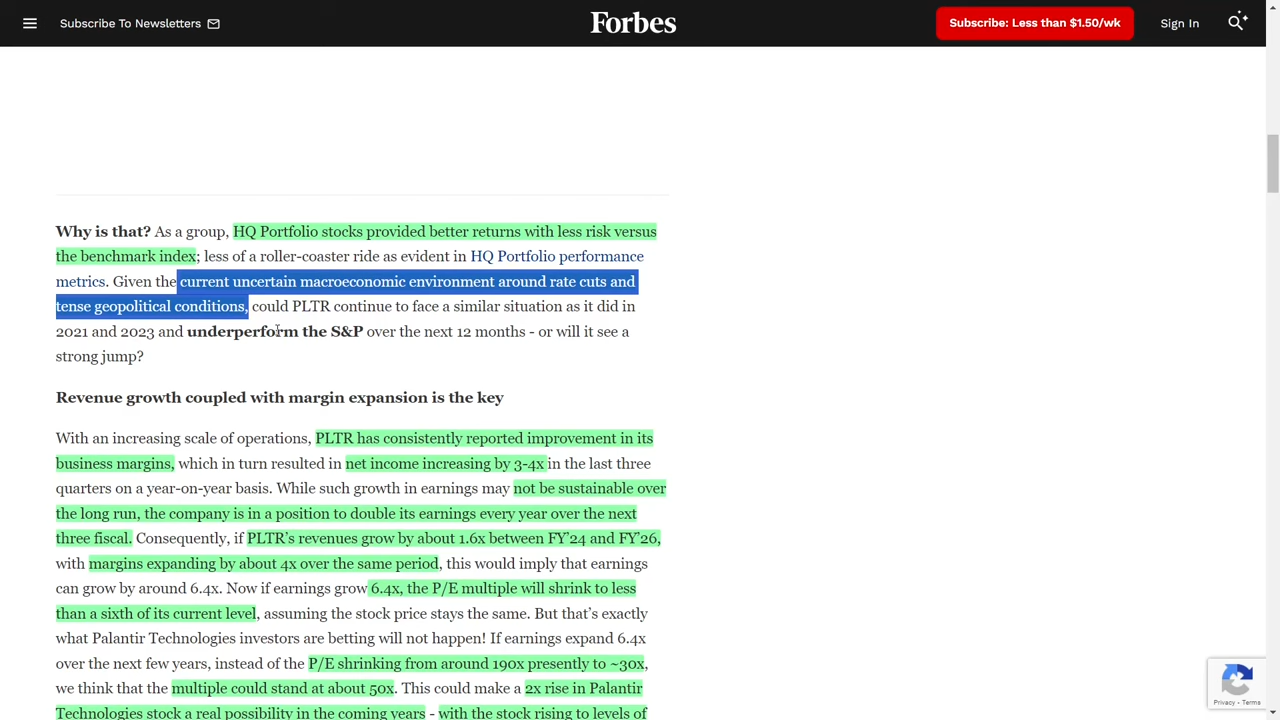 Subscribe To Newsletters
Forbes
Subscribe: Less than $1.50/wk
Sign In
Why is that? As a group, HQ Portfolio stocks provided better returns with less risk versus
the benchmark index; less of a roller-coaster ride as evident in HQ Portfolio performance
metrics. Given the current uncertain macroeconomic environment around rate cuts and
tense geopolitical conditions, could PLTR continue to face a similar situation as it did in
2021 and 2023 and underperform the S&P over the next 12 months - or will it see a
strong jump?
Revenue growth coupled with margin expansion is the key
With an increasing scale of operations, PLTR has consistently reported improvement in its
business margins, which in turn resulted in net income increasing by 3-4x in the last three
quarters on a year-on-year basis. While such growth in earnings may not be sustainable over
the long run, the company is in a position to double its earnings every year over the next
three fiscal. Consequently, if PLTR's revenues grow by about 1.6x between FY'24 and FY'26,
with margins expanding by about 4x over the same period, this would imply that earnings
can grow by around 6.4x. Now if earnings grow 6.4x, the P/E multiple will shrink to less
than a sixth of its current level, assuming the stock price stays the same. But that's exactly
what Palantir Technologies investors are betting will not happen! If earnings expand 6.4x
over the next few years, instead of the P/E shrinking from around 190x presently to ~30x,
we think that the multiple could stand at about 50x. This could make a 2x rise in Palantir
Technologies stock a real possibility in the coming years - with the stock rising to levels of
Privacy - Terms